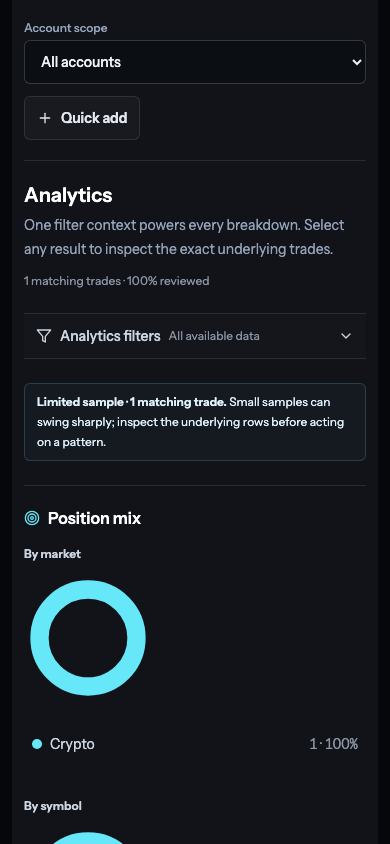 Account scope
All accounts
+ Quick add
Analytics
One filter context powers every breakdown. Select
any result to inspect the exact underlying trades.
1 matching trades · 100% reviewed
Analytics filters All available data
Limited sample · 1 matching trade. Small samples can
swing sharply; inspect the underlying rows before acting
on a pattern.
Position mix
By market
Crypto 1 · 100%
By symbol